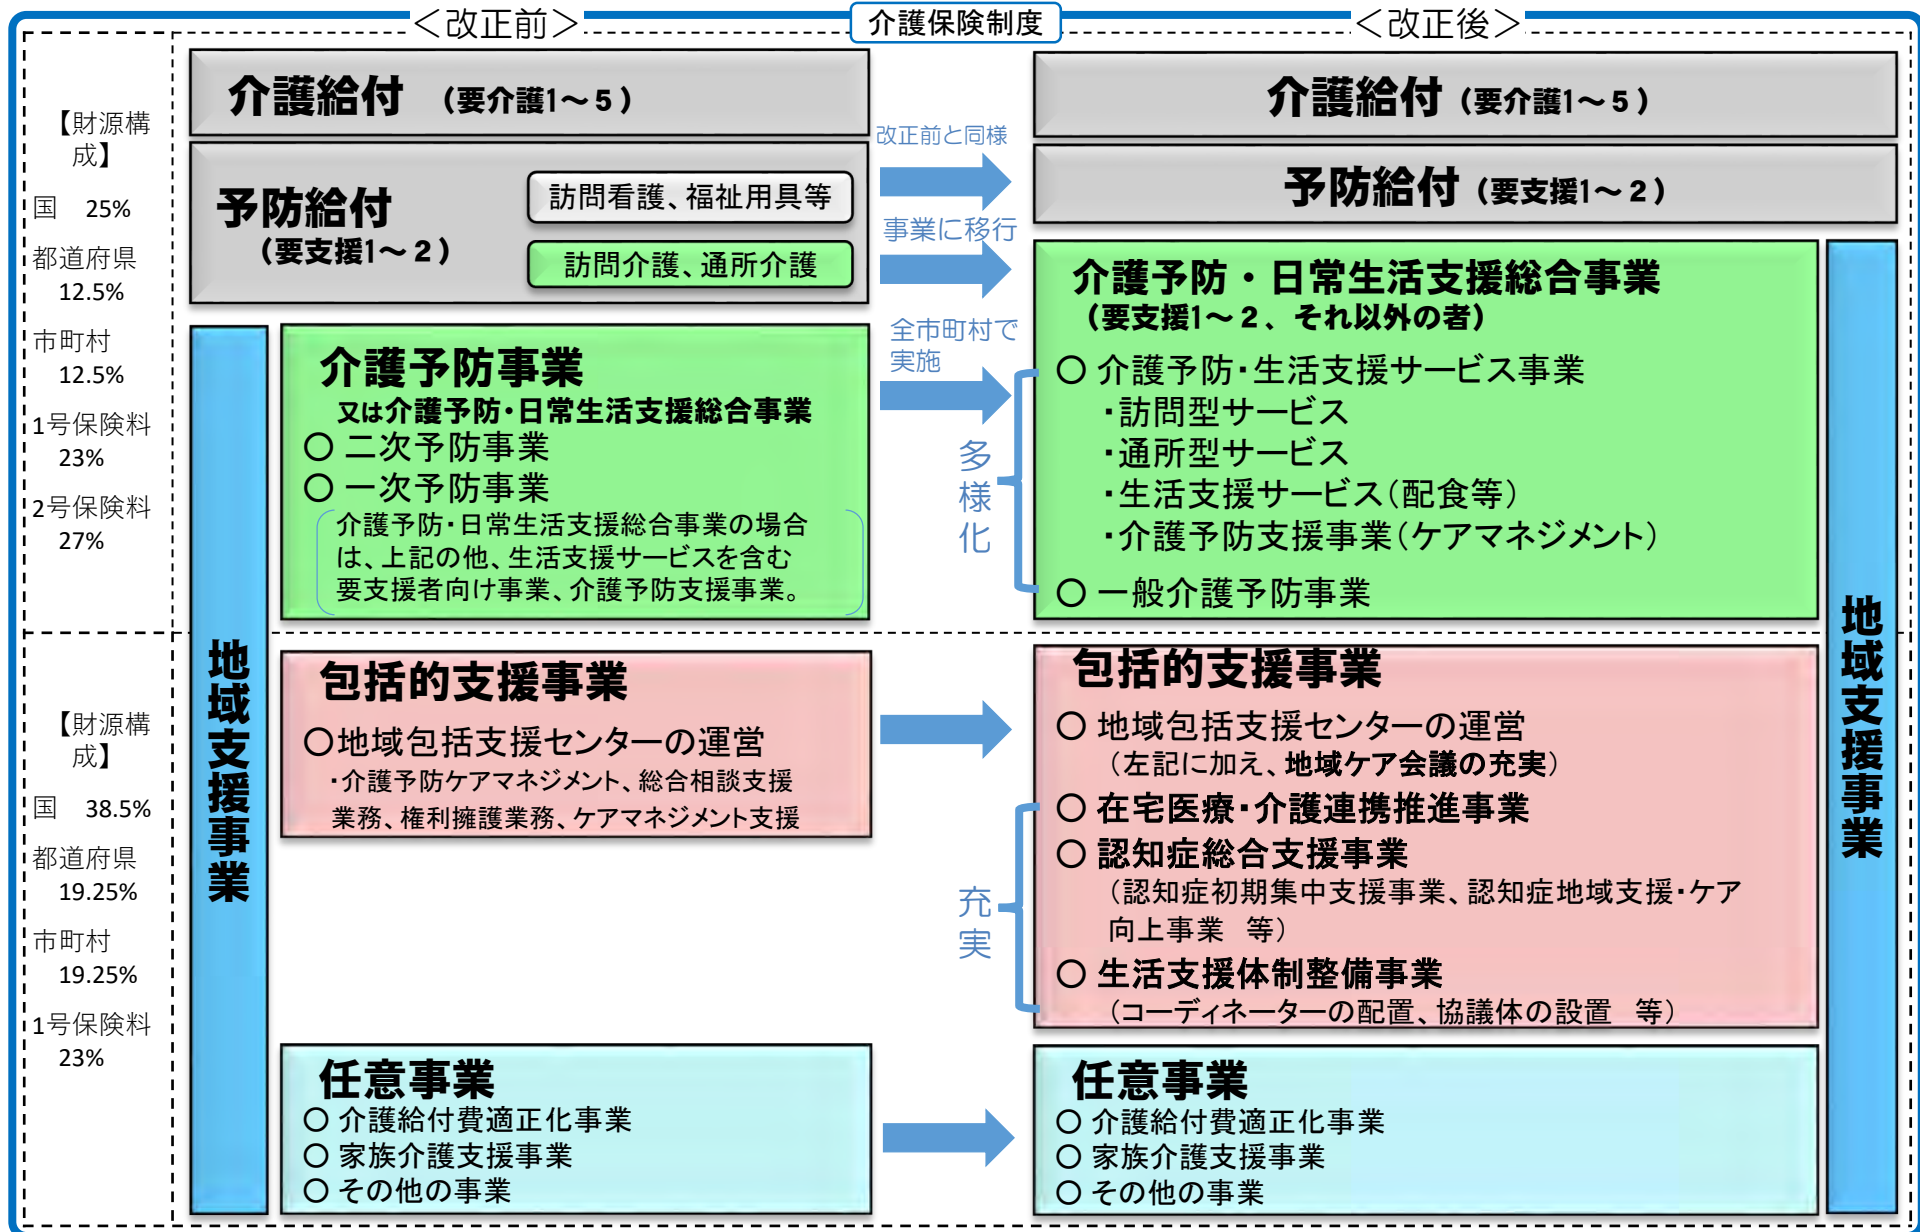 ＜改正前＞
介護保険制度
＜改正後＞
【財源構
成】
国　25%
都道府県
12.5%
市町村
12.5%
1号保険料
23%
2号保険料
27%
介護給付　（要介護1～５）
予防給付
（要支援1～２）
訪問看護、福祉用具等
訪問介護、通所介護
改正前と同様
事業に移行
全市町村で
実施
多
様
化
介護給付（要介護1～５）
予防給付（要支援1～２）
介護予防・日常生活支援総合事業
（要支援1～２、それ以外の者）
○ 介護予防・生活支援サービス事業
・訪問型サービス
・通所型サービス
・生活支援サービス（配食等）
・介護予防支援事業（ケアマネジメント）
○ 一般介護予防事業
介護予防事業
又は介護予防・日常生活支援総合事業
○ 二次予防事業
○ 一次予防事業
介護予防・日常生活支援総合事業の場合
は、上記の他、生活支援サービスを含む
要支援者向け事業、介護予防支援事業。
地域支援事業
【財源構
成】
国　38.5%
都道府県
19.25%
市町村
19.25%
1号保険料
23%
包括的支援事業
○地域包括支援センターの運営
・介護予防ケアマネジメント、総合相談支援
業務、権利擁護業務、ケアマネジメント支援
充
実
包括的支援事業
○ 地域包括支援センターの運営
（左記に加え、地域ケア会議の充実）
○ 在宅医療・介護連携推進事業
○ 認知症総合支援事業
（認知症初期集中支援事業、認知症地域支援・ケア
向上事業　等）
○ 生活支援体制整備事業
（コーディネーターの配置、協議体の設置　等）
地域支援事業
任意事業
○ 介護給付費適正化事業
○ 家族介護支援事業
○ その他の事業
任意事業
○ 介護給付費適正化事業
○ 家族介護支援事業
○ その他の事業